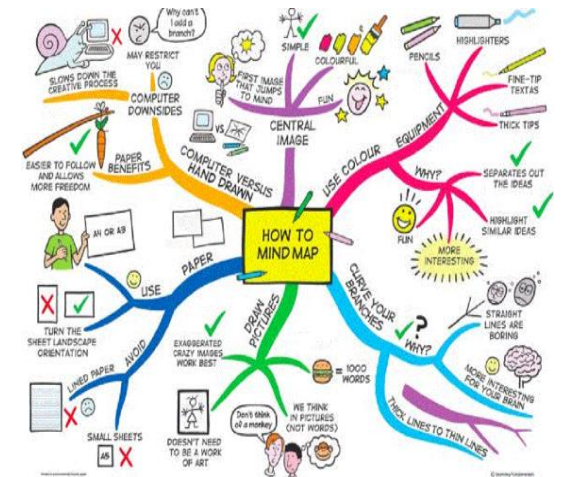 HOW TO
MIND MAP
CENTRAL
IMAGE
SIMPLE
COLOURFUL
FIRST IMAGE
THAT JUMPS
TO MIND
FUN
USE COLOUR
EQUIPMENT
PENCILS
HIGHLIGHTERS
FINE-TIP
TEXTAS
THICK TIPS
WHY?
SEPARATES OUT
THE IDEAS
HIGHLIGHT
SIMILAR IDEAS
MORE
INTERESTING
FUN
CURVE YOUR
BRANCHES
?
WHY?
STRAIGHT
LINES ARE
BORING
MORE INTERESTING
FOR YOUR BRAIN
THICK LINES TO THIN LINES
DRAW
PICTURES
= 1000
WORDS
WE THINK
IN PICTURES
(NOT WORDS)
Don't think
of a monkey
DOESN'T NEED
TO BE A WORK
OF ART
EXAGGERATED
CRAZY IMAGES
WORK BEST
PAPER
USE
A4 OR A3
TURN THE
SHEET LANDSCAPE
ORIENTATION
AVOID
LINED PAPER
SMALL SHEETS
A5
COMPUTER VERSUS
HAND DRAWN
VS
PAPER
BENEFITS
EASIER TO FOLLOW
AND ALLOWS
MORE FREEDOM
COMPUTER
DOWNSIDES
SLOWS DOWN THE
CREATIVE PROCESS
MAY RESTRICT
YOU
Why can't
I add a
branch?